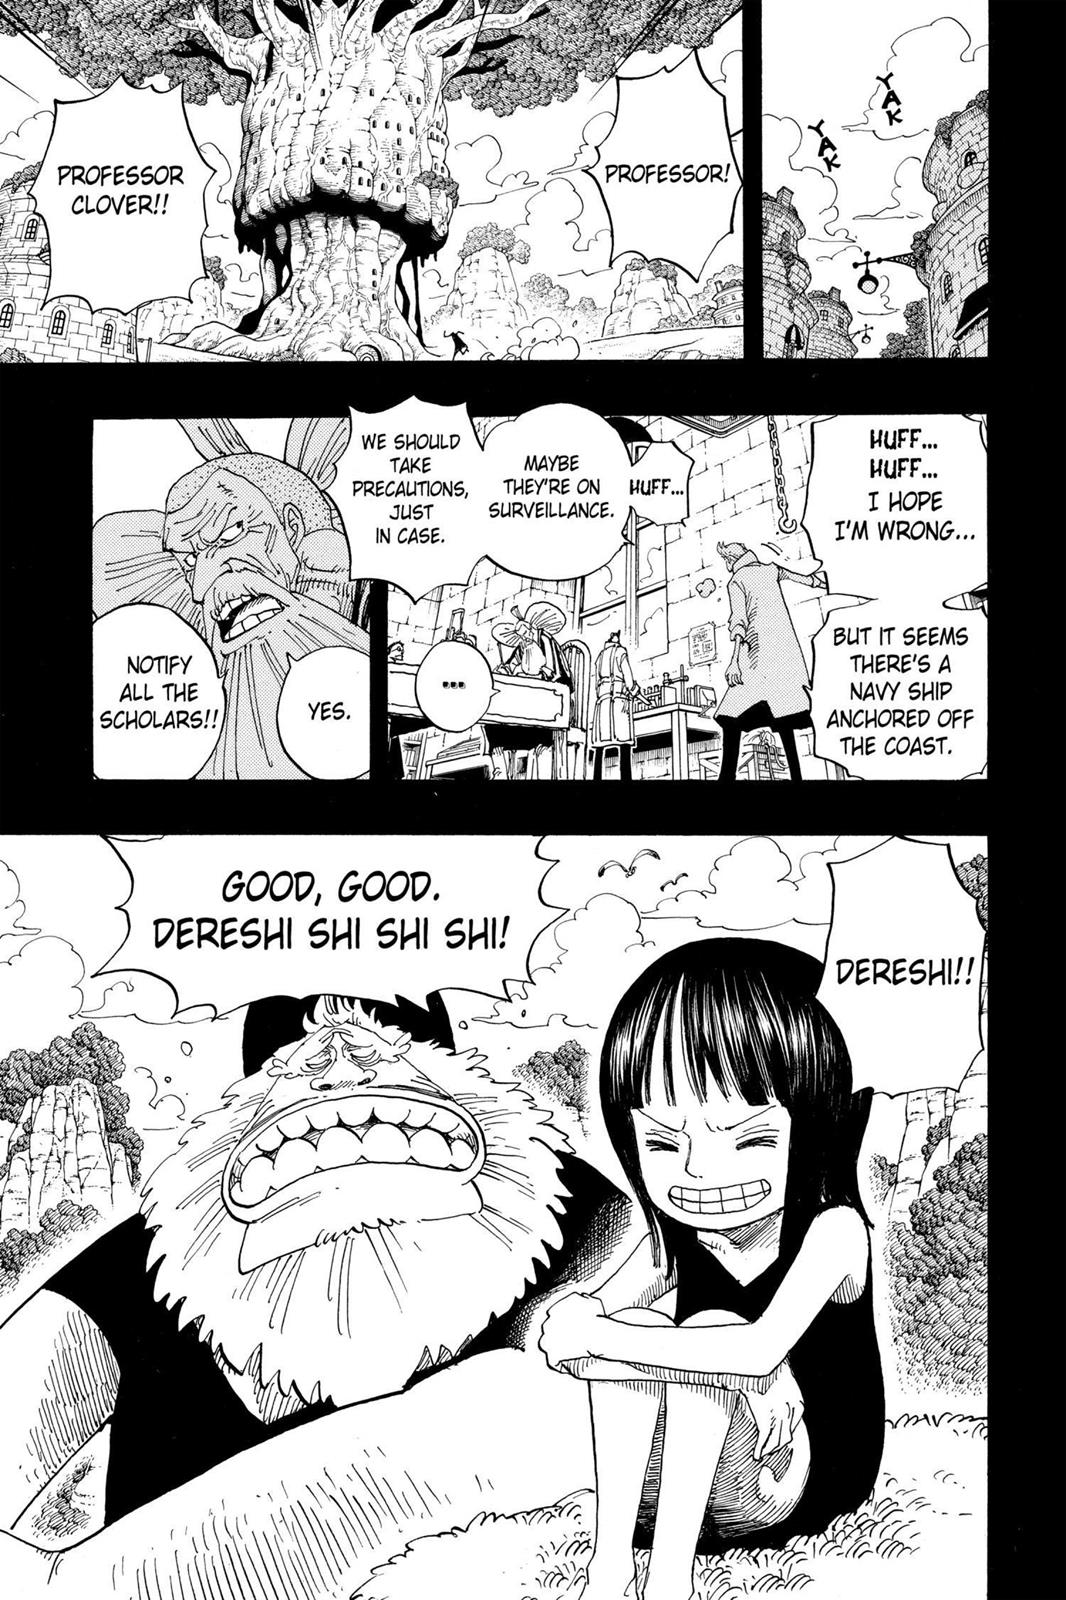 YAK
YAK
PROFESSOR!
PROFESSOR
CLOVER!!
HUFF...
HUFF...
I HOPE
I'M WRONG...
BUT IT SEEMS
THERE'S A
NAVY SHIP
ANCHORED OFF
THE COAST.
HUFF...
MAYBE
THEY'RE ON
SURVEILLANCE.
WE SHOULD
TAKE
PRECAUTIONS,
JUST
IN CASE.
...
YES.
NOTIFY
ALL THE
SCHOLARS!!
DERESHI!!
GOOD, GOOD.
DERESHI SHI SHI SHI!